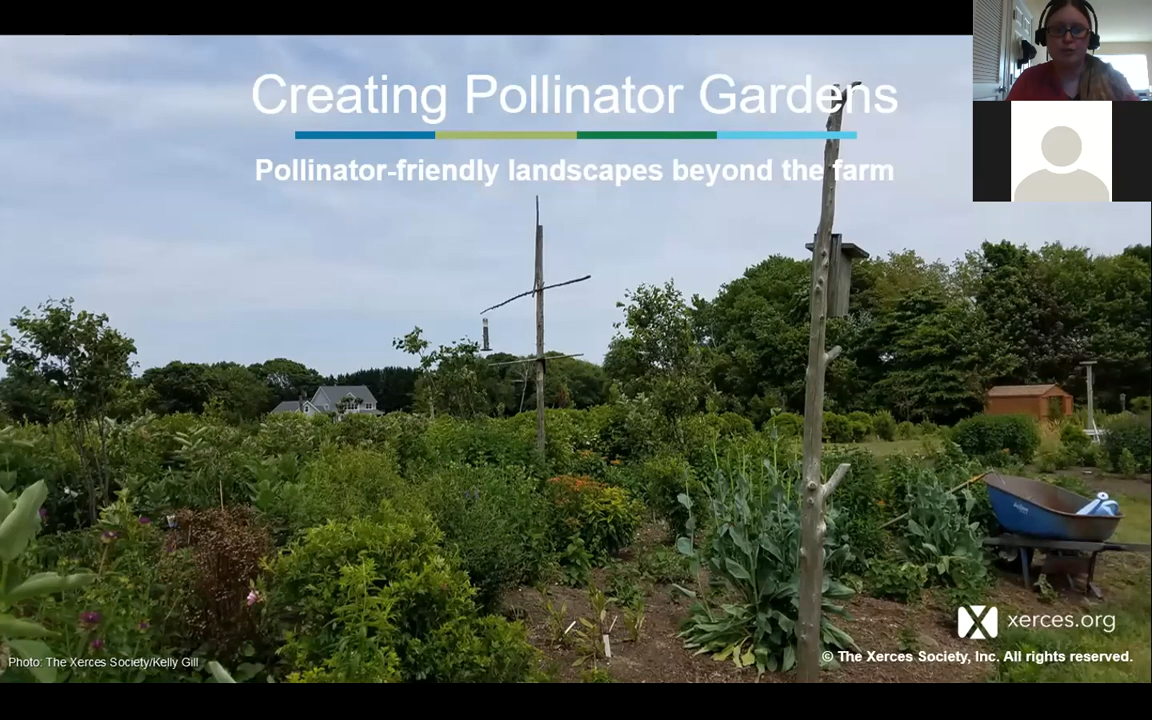 Creating Pollinator Gardens
Pollinator-friendly landscapes beyond the farm
xerces.org
Photo: The Xerces Society/Kelly Gill
© The Xerces Society, Inc. All rights reserved.